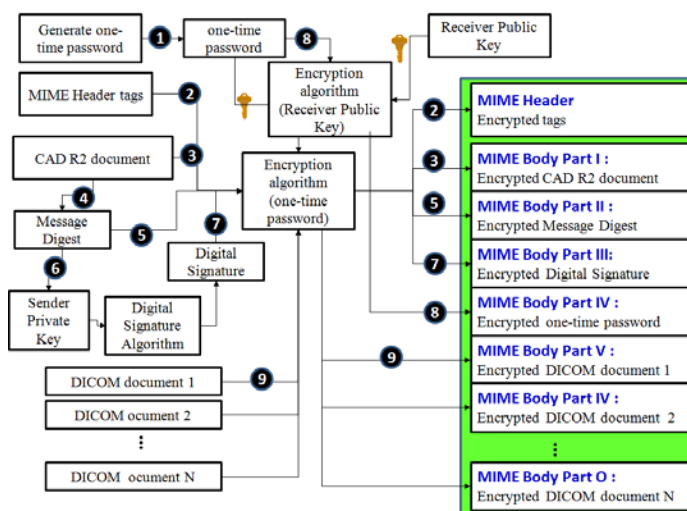 Generate one-
time password
1
one-time
password
8
Receiver Public
Key
MIME Header tags
2
Encryption
algorithm
(Receiver Public
Key)
CAD R2 document
3
4
Message
Digest
5
Encryption
algorithm
(one-time
password)
7
Digital
Signature
6
Sender
Private
Key
Digital
Signature
Algorithm
DICOM document 1
9
DICOM ocument 2
DICOM ocument N
2
MIME Header
Encrypted tags
3
MIME Body Part I :
Encrypted CAD R2 document
5
MIME Body Part II :
Encrypted Message Digest
7
MIME Body Part III:
Encrypted Digital Signature
8
MIME Body Part IV :
Encrypted one-time password
9
MIME Body Part V :
Encrypted DICOM document 1
MIME Body Part IV :
Encrypted DICOM document 2
MIME Body Part O :
Encrypted DICOM document N